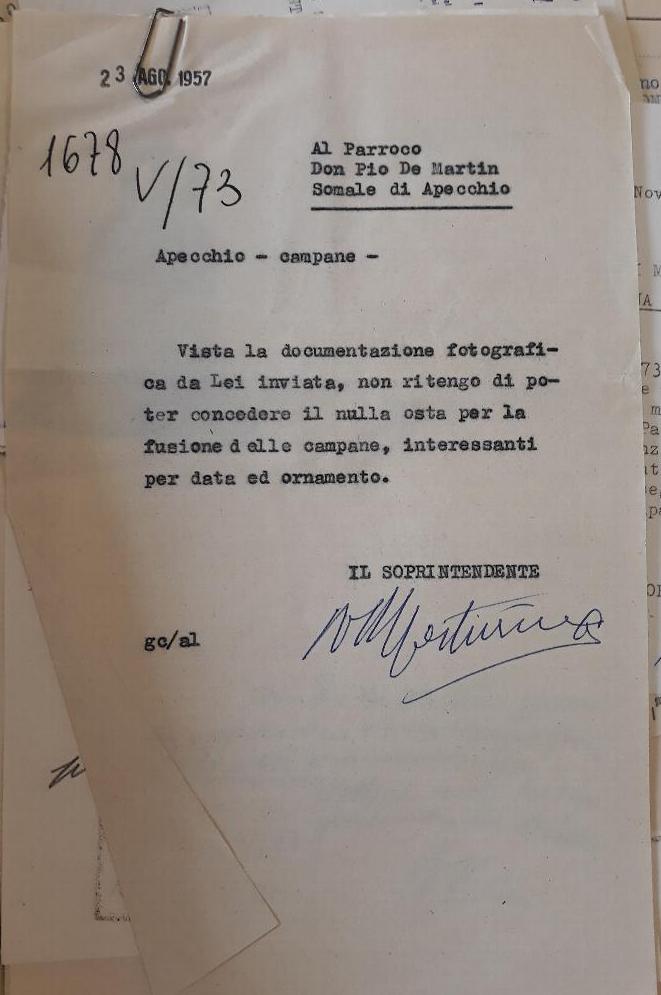 23 AGO. 1957
1678
V/73
Al Parroco
Don Pio De Martin
Somale di Apecchio
Apecchio - campane -
Vista la documentazione fotografi-
ca da Lei inviata, non ritengo di po-
ter concedere il nulla osta per la
fusione d elle campane, interessanti
per data ed ornamento.
IL SOPRINTENDENTE
gc/al